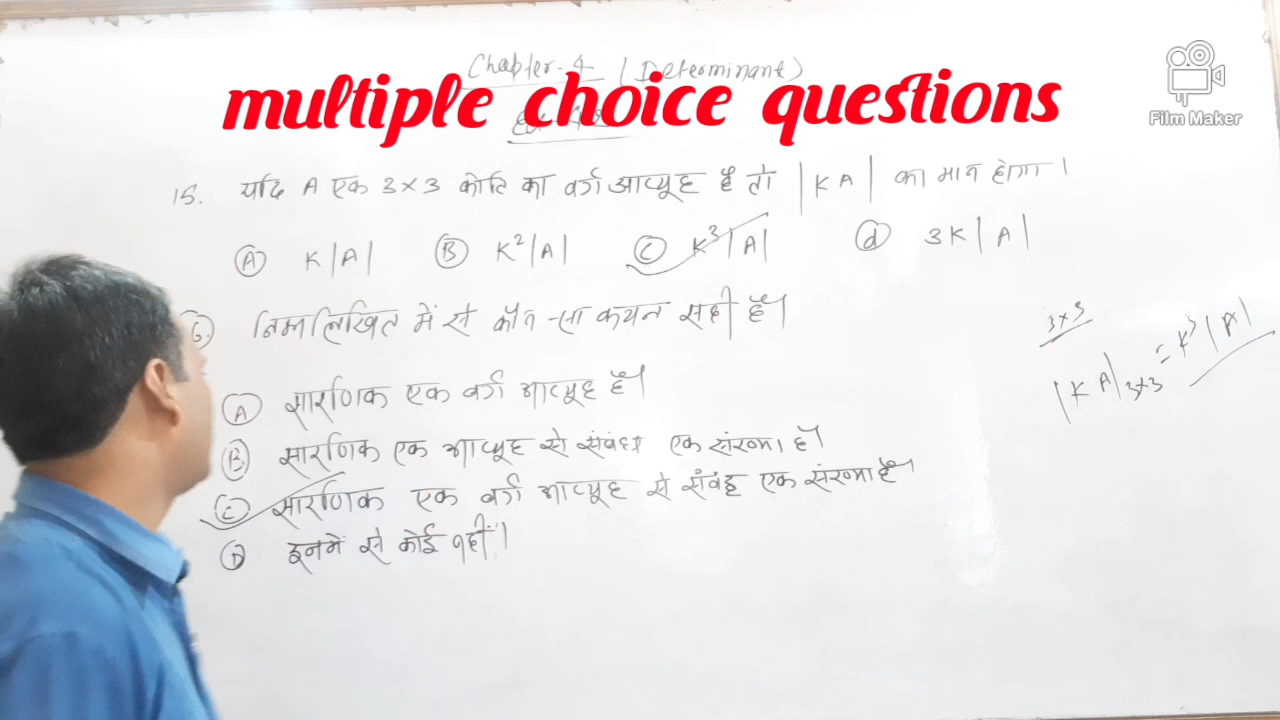 Chapter-4 (Determinant)
multiple choice questions
Film Maker
15. यदि A एक 3×3 कोटि का वर्ग आव्यूह है तो |KA| का मान होगा।
Ⓐ K|A| Ⓑ K²|A| Ⓒ K³|A| ⓓ 3K|A|
6. निम्नलिखित में से कौन-सा कथन सही है।
Ⓐ सारणिक एक वर्ग आव्यूह है।
Ⓑ सारणिक एक आव्यूह से संबंध एक संख्या है।
Ⓒ सारणिक एक वर्ग आव्यूह से संबंद्ध एक संख्या है।
Ⓓ इनमें से कोई नहीं।
3×3
|KA|3×3 = K³|A|